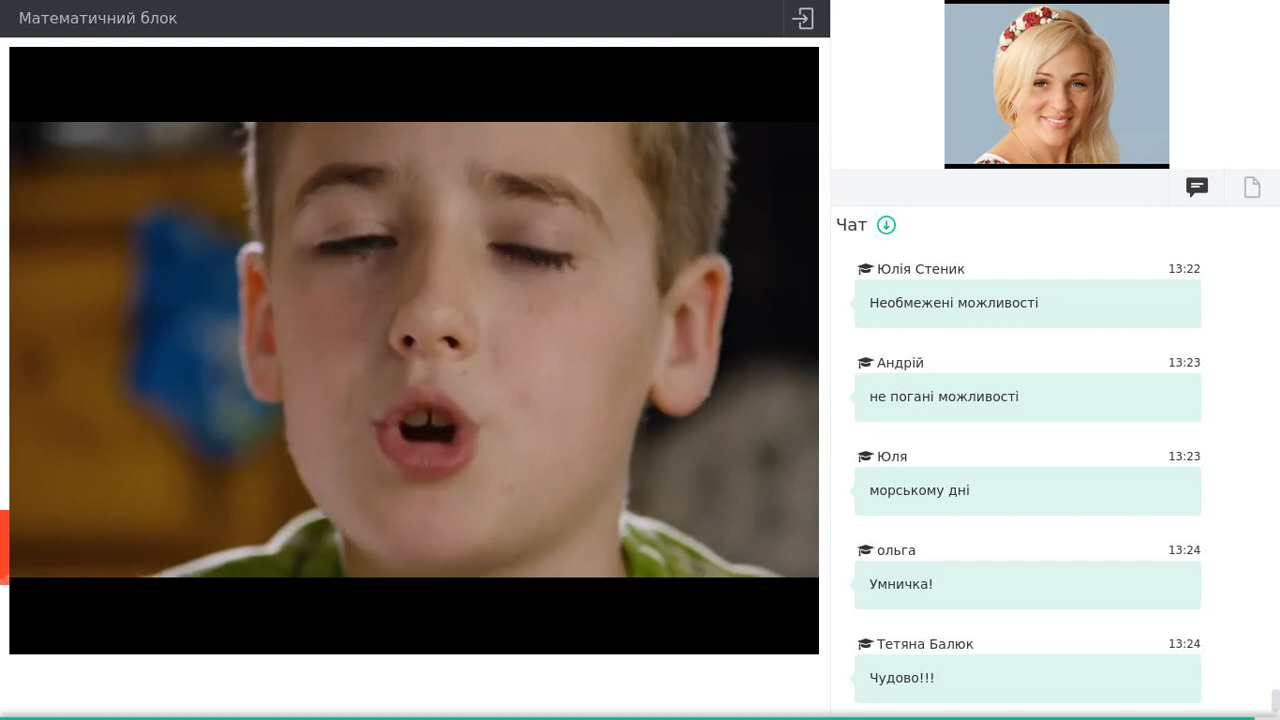 Математичний блок
Чат
Юлія Стеник 13:22
Необмежені можливості
Андрій 13:23
не погані можливості
Юля 13:23
морському дні
ольга 13:24
Умничка!
Тетяна Балюк 13:24
Чудово!!!